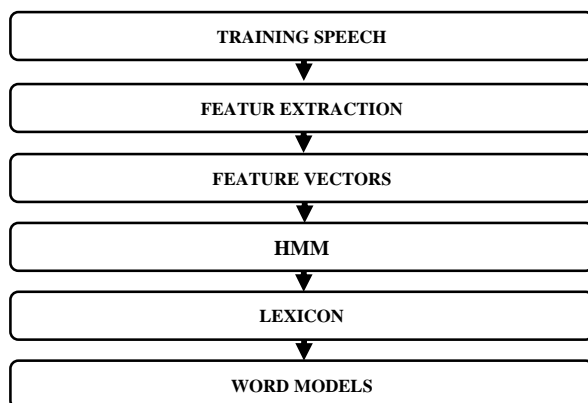 TRAINING SPEECH
FEATUR EXTRACTION
FEATURE VECTORS
HMM
LEXICON
WORD MODELS